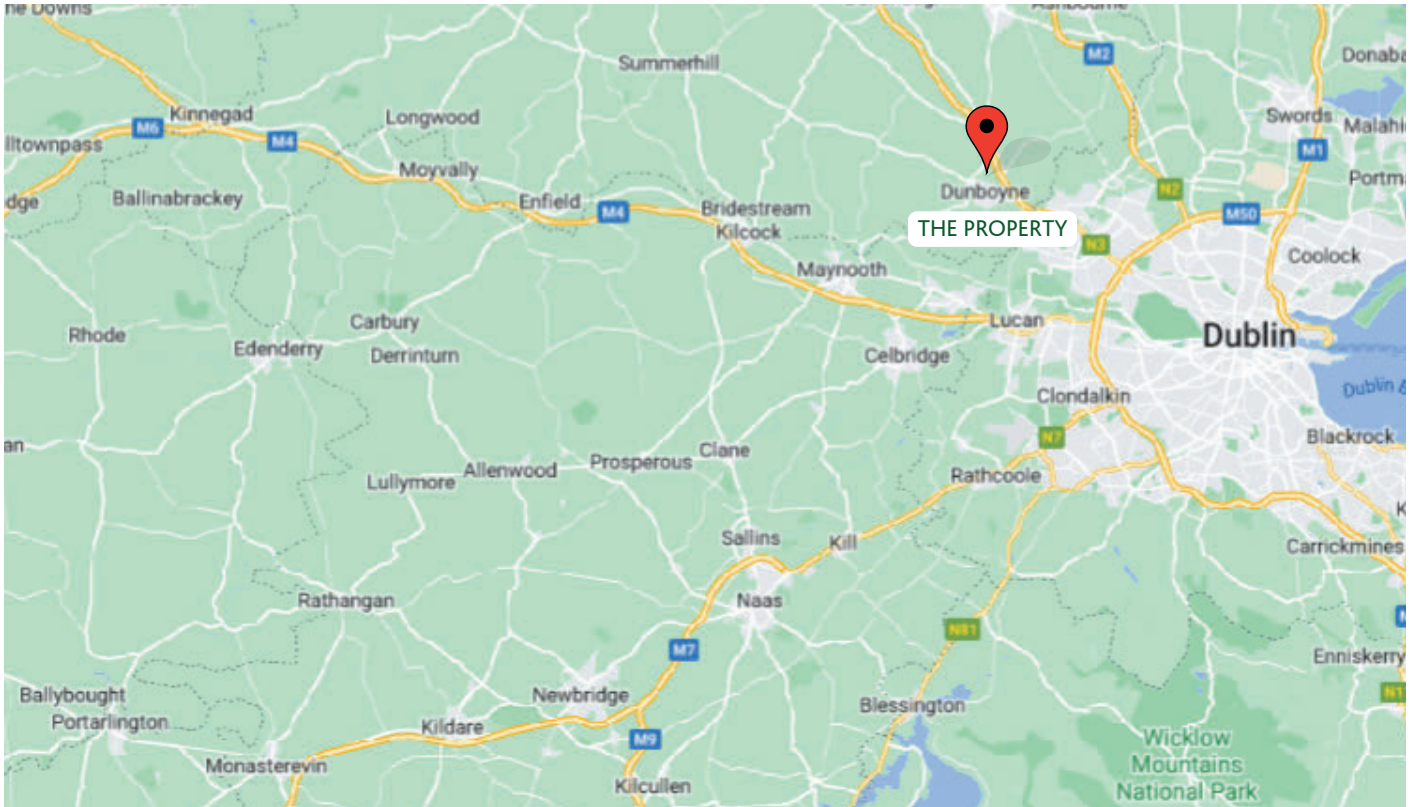 The Downs
Ashbourne
M2
Summerhill
Donaba
Kinnegad
Longwood
Swords
M6
M4
lltownpass
Malahi
M1
Moyvally
Portm
Dunboyne
N2
dge
Ballinabrackey
Enfield
M4
Bridestream
Kilcock
M50
THE PROPERTY
N3
Coolock
Maynooth
Lucan
Carbury
Rhode
Dublin
Edenderry
Derrinturn
Celbridge
Dublin B
Clondalkin
N7
Blackrock
an
Clane
Prosperous
Allenwood
Lullymore
Rathcoole
K
Sallins
Kill
Carrickmines
Rathangan
Naas
N81
M7
Enniskerry
Ballybought
Newbridge
N1
Portarlington
Blessington
Kildare
M9
Wicklow
Mountains
National Park
Monasterevin
Kilcullen